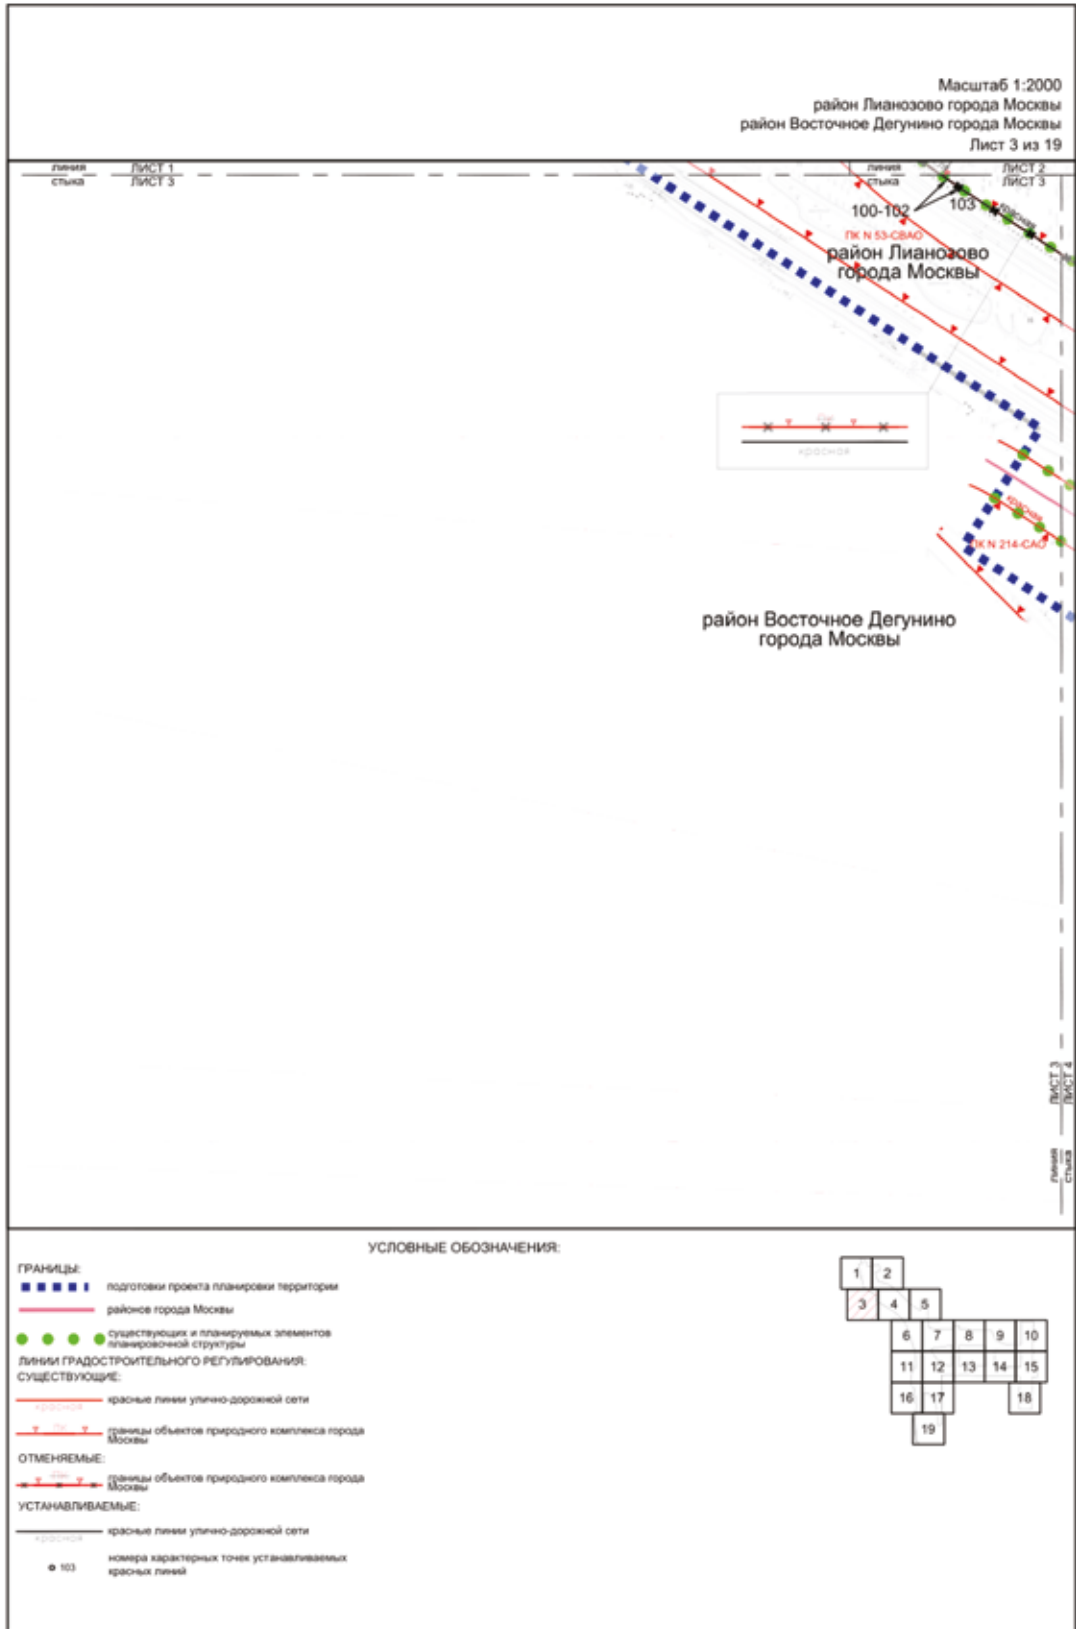 Масштаб 1:2000
район Лианозово города Москвы
район Восточное Дегунино города Москвы
Лист 3 из 19
линия ЛИСТ 1
стыка ЛИСТ 3
линия ЛИСТ 2
стыка ЛИСТ 3
100-102
103
красная
ПК N 53-СВАО
район Лианозово
города Москвы
красная
красная
ПК N 214-САО
район Восточное Дегунино
города Москвы
ЛИСТ 3
ЛИСТ 4
линия
стыка
УСЛОВНЫЕ ОБОЗНАЧЕНИЯ:
ГРАНИЦЫ:
подготовки проекта планировки территории
районов города Москвы
существующих и планируемых элементов
планировочной структуры
ЛИНИИ ГРАДОСТРОИТЕЛЬНОГО РЕГУЛИРОВАНИЯ:
СУЩЕСТВУЮЩИЕ:
красная
красные линии улично-дорожной сети
ПК
границы объектов природного комплекса города
Москвы
ОТМЕНЯЕМЫЕ:
границы объектов природного комплекса города
Москвы
УСТАНАВЛИВАЕМЫЕ:
красная
красные линии улично-дорожной сети
103
номера характерных точек устанавливаемых
красных линий
1 2
3 4 5
6 7 8 9 10
11 12 13 14 15
16 17 18
19